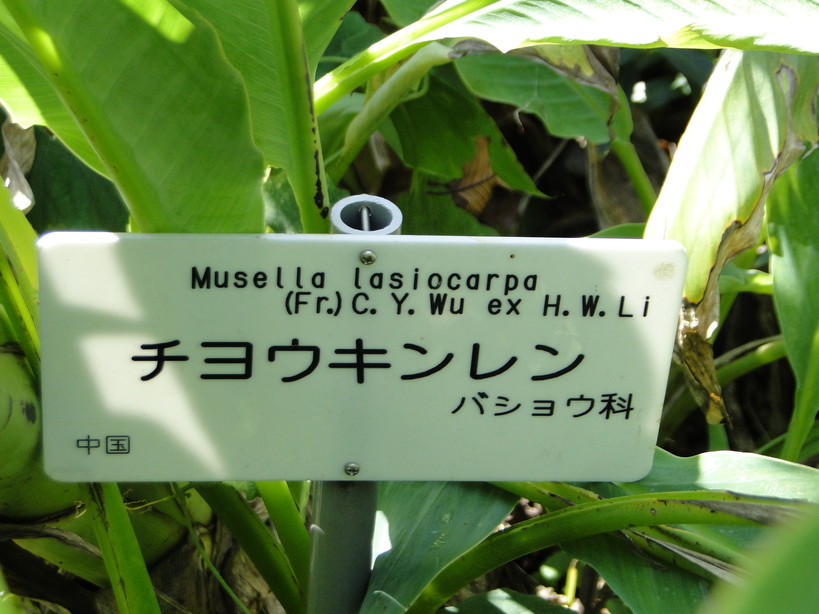 Musella lasiocarpa
(Fr.) C. Y. Wu ex H. W. Li
チヨウキンレン
バショウ科
中国